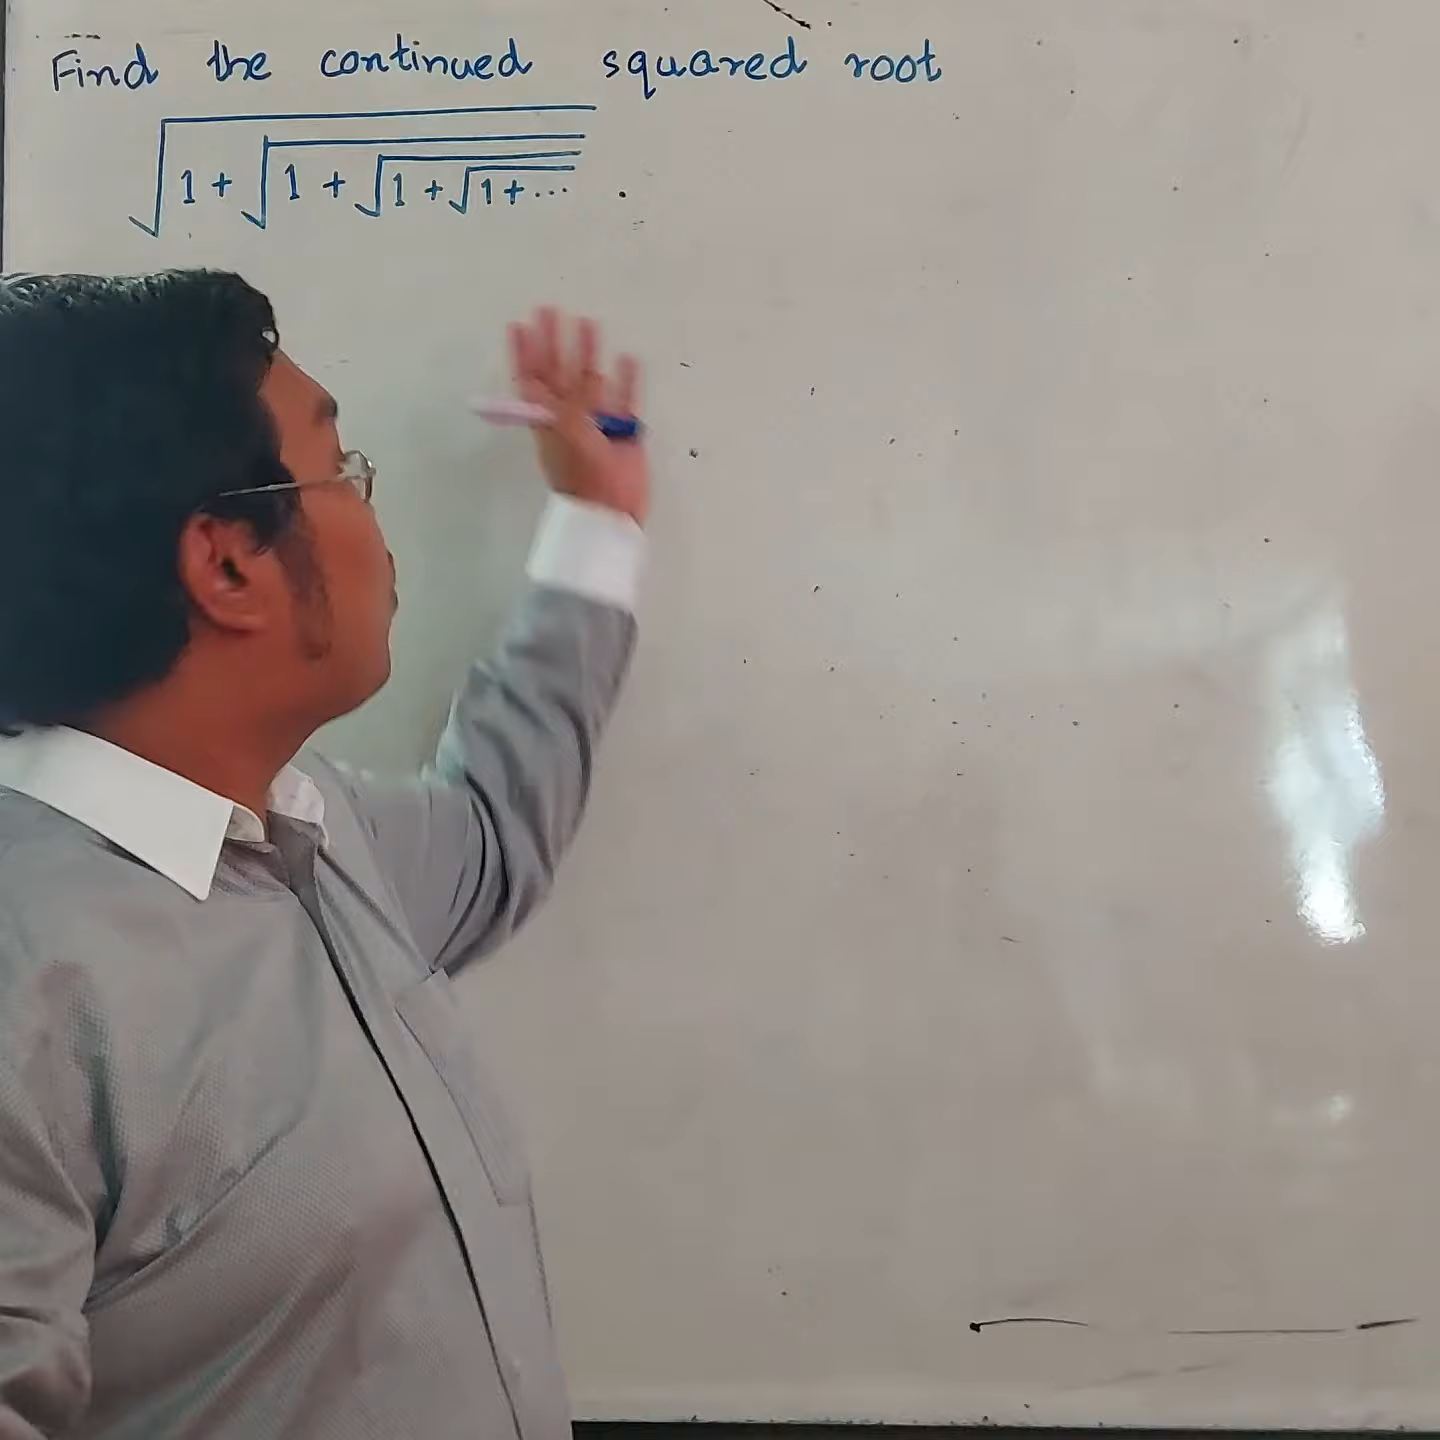 Find the continued squared root
√(1 + √(1 + √(1 + √(1 + ... .